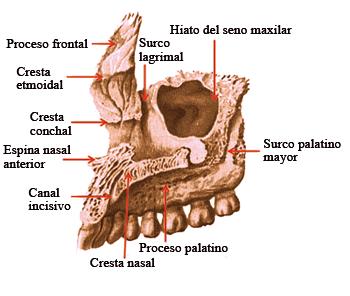 Proceso frontal
Hiato del seno maxilar
Surco
lagrimal
Cresta
etmoidal
Cresta
conchal
Espina nasal
anterior
Surco palatino
mayor
Canal
incisivo
Proceso palatino
Cresta nasal